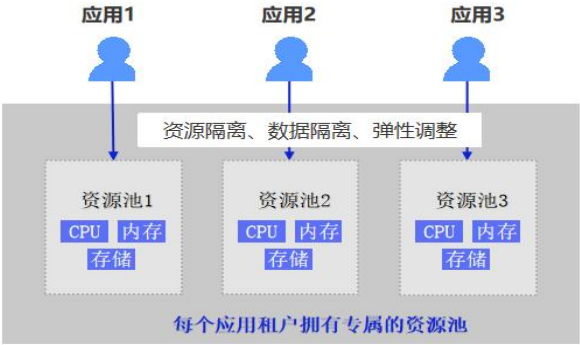 应用1 应用2 应用3
资源隔离、数据隔离、弹性调整
资源池1 资源池2 资源池3
CPU 内存 CPU 内存 CPU 内存
存储 存储 存储
每个应用租户拥有专属的资源池